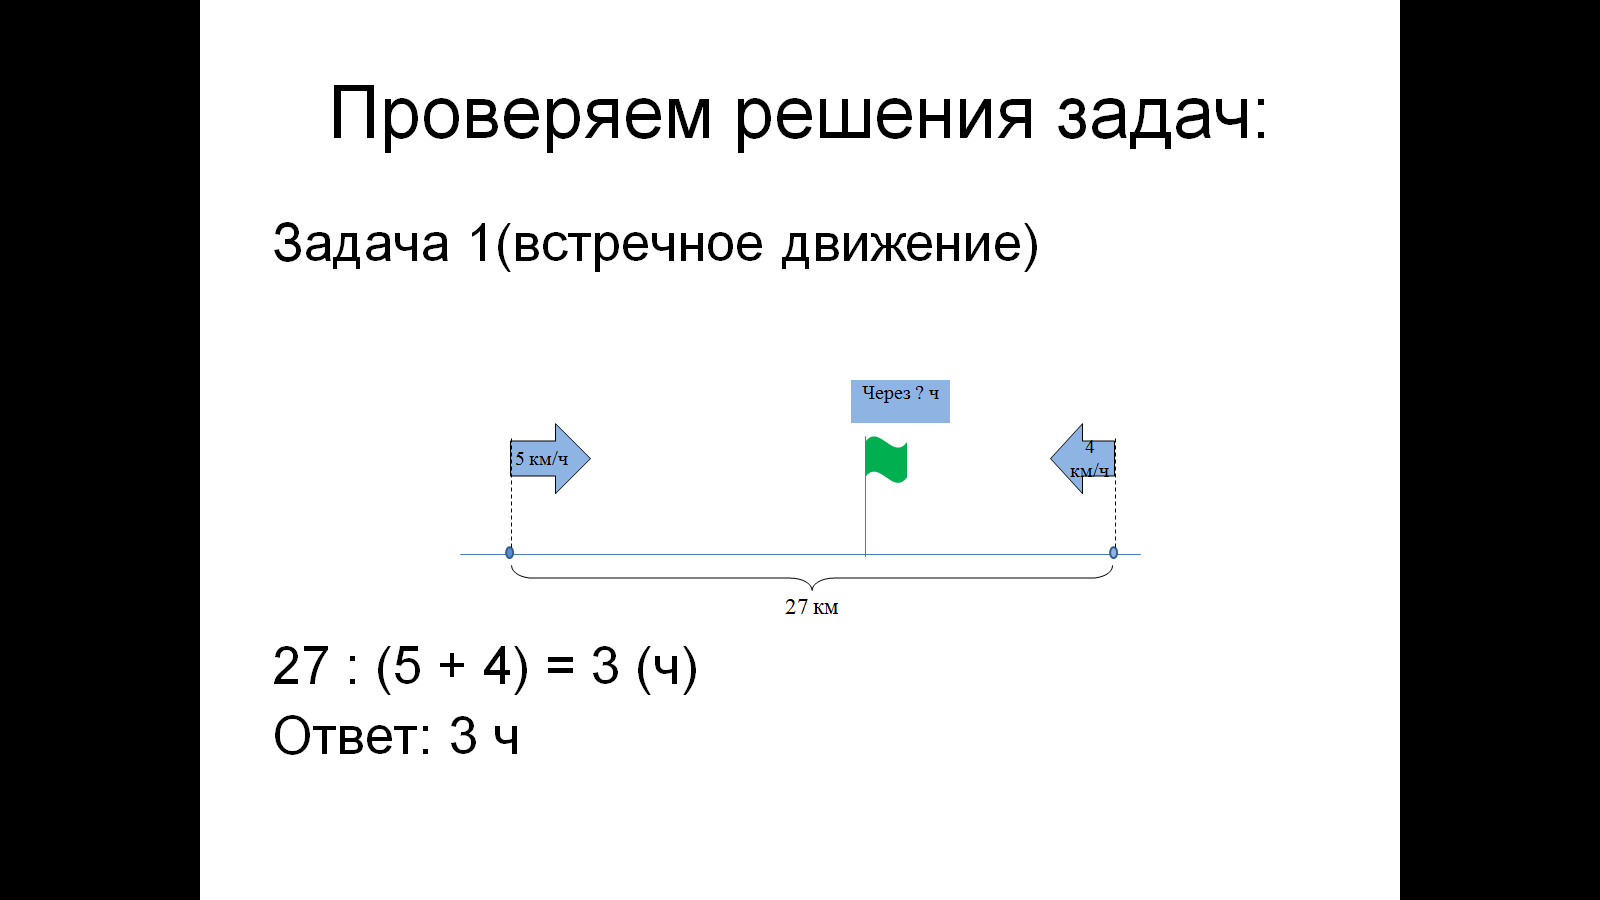 Проверяем решения задач:
Задача 1(встречное движение)
Через ? ч
5 км/ч
4
км/ч
27 км
27 : (5 + 4) = 3 (ч)
Ответ: 3 ч